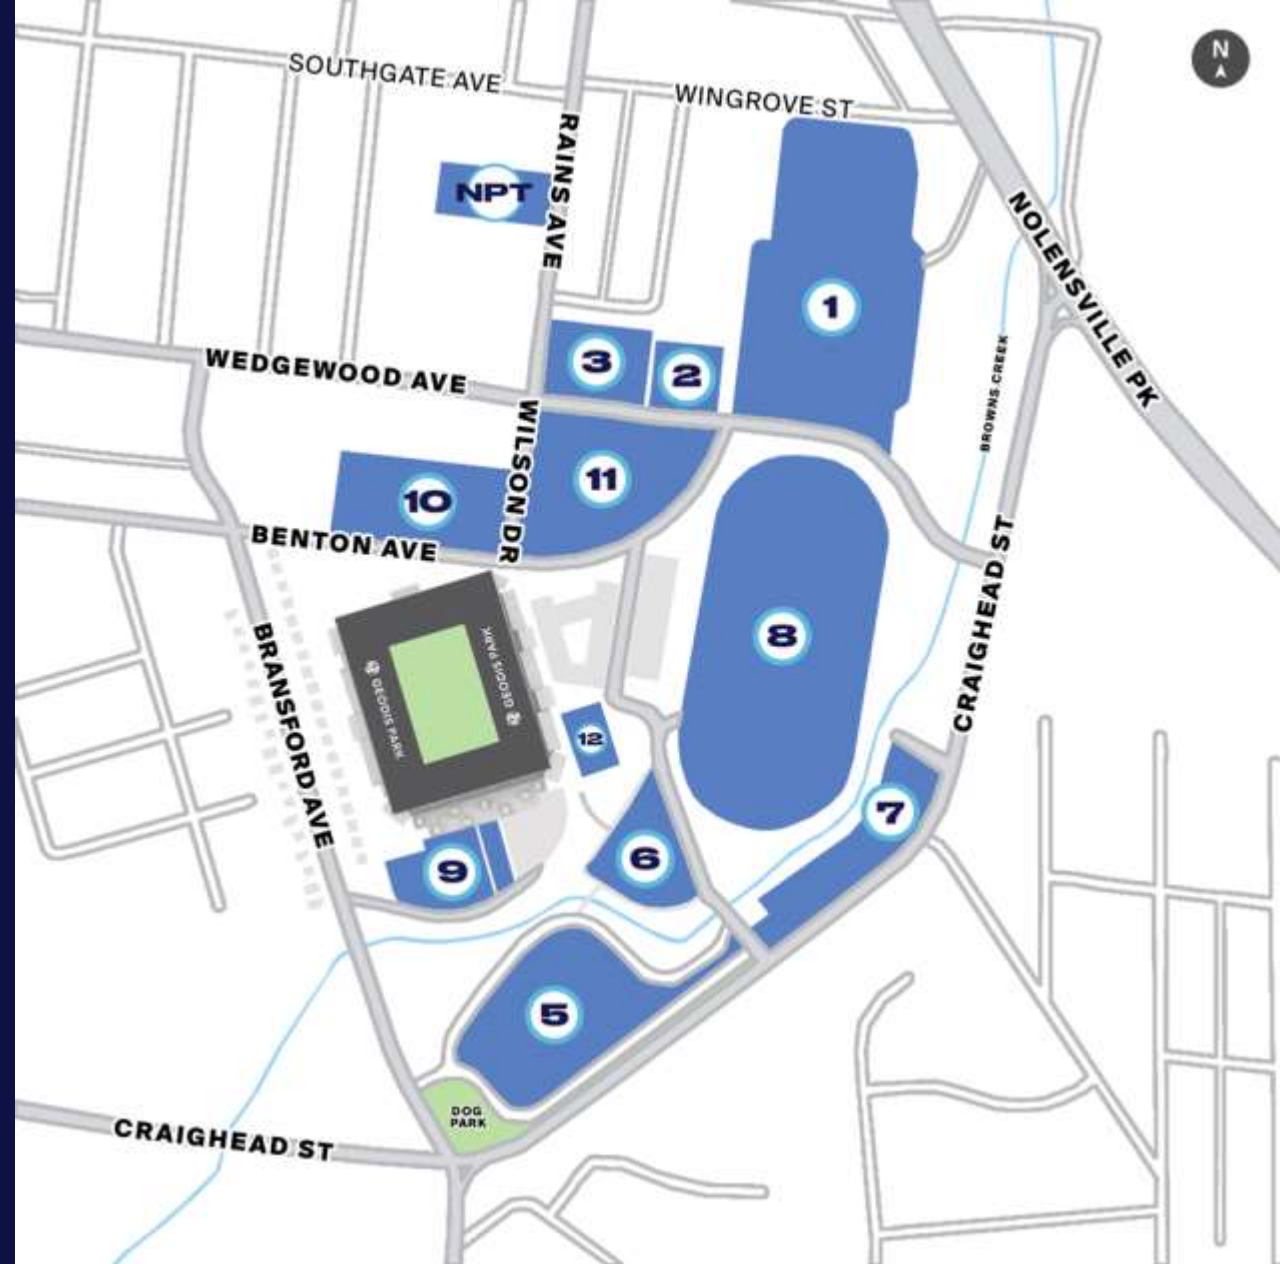 N
SOUTHGATE AVE
WINGROVE ST
RAINS AVE
NPT
NOLENSVILLE PK
1
3
2
WEDGEWOOD AVE
BROWNS CREEK
WILSON DR
11
10
BENTON AVE
CRAIGHEAD ST
8
BRANSFORD AVE
GEODIS PARK
GEODIS PARK
12
7
6
9
5
DOG
PARK
CRAIGHEAD ST